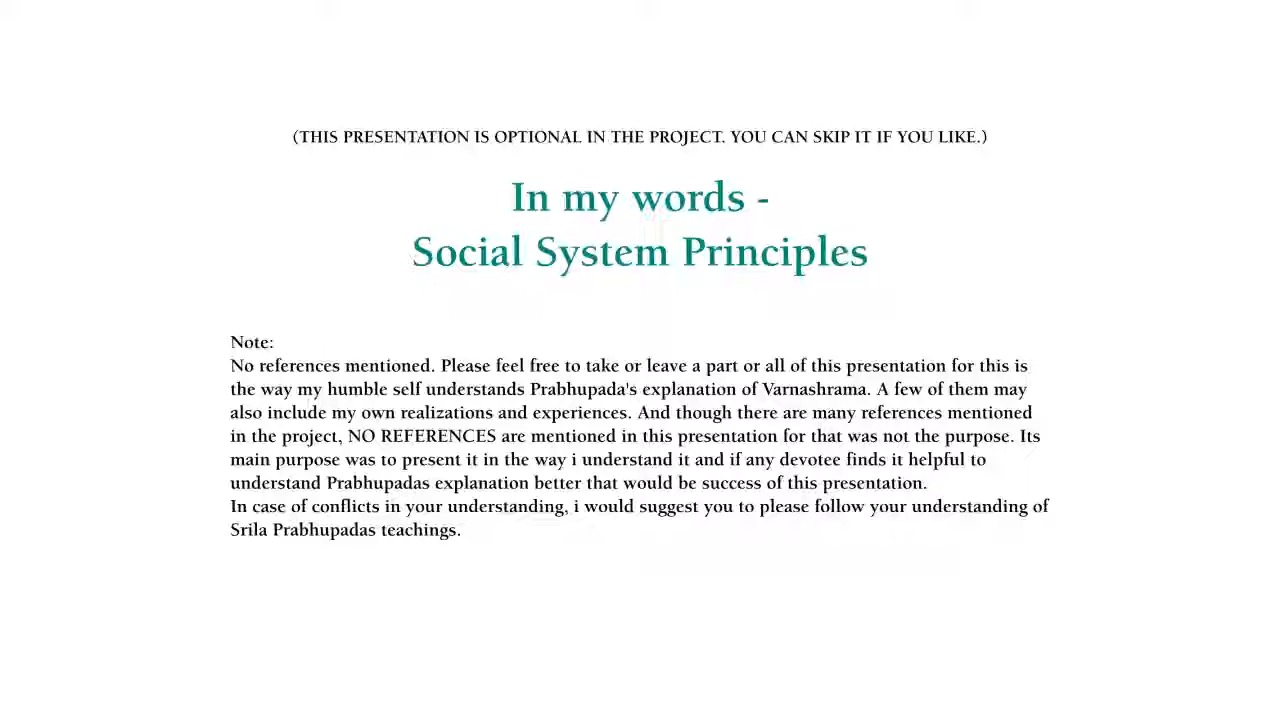 (THIS PRESENTATION IS OPTIONAL IN THE PROJECT. YOU CAN SKIP IT IF YOU LIKE.)
In my words -
Social System Principles
Note:
No references mentioned. Please feel free to take or leave a part or all of this presentation for this is
the way my humble self understands Prabhupada's explanation of Varnashrama. A few of them may
also include my own realizations and experiences. And though there are many references mentioned
in the project, NO REFERENCES are mentioned in this presentation for that was not the purpose. Its
main purpose was to present it in the way i understand it and if any devotee finds it helpful to
understand Prabhupadas explanation better that would be success of this presentation.
In case of conflicts in your understanding, i would suggest you to please follow your understanding of
Srila Prabhupadas teachings.